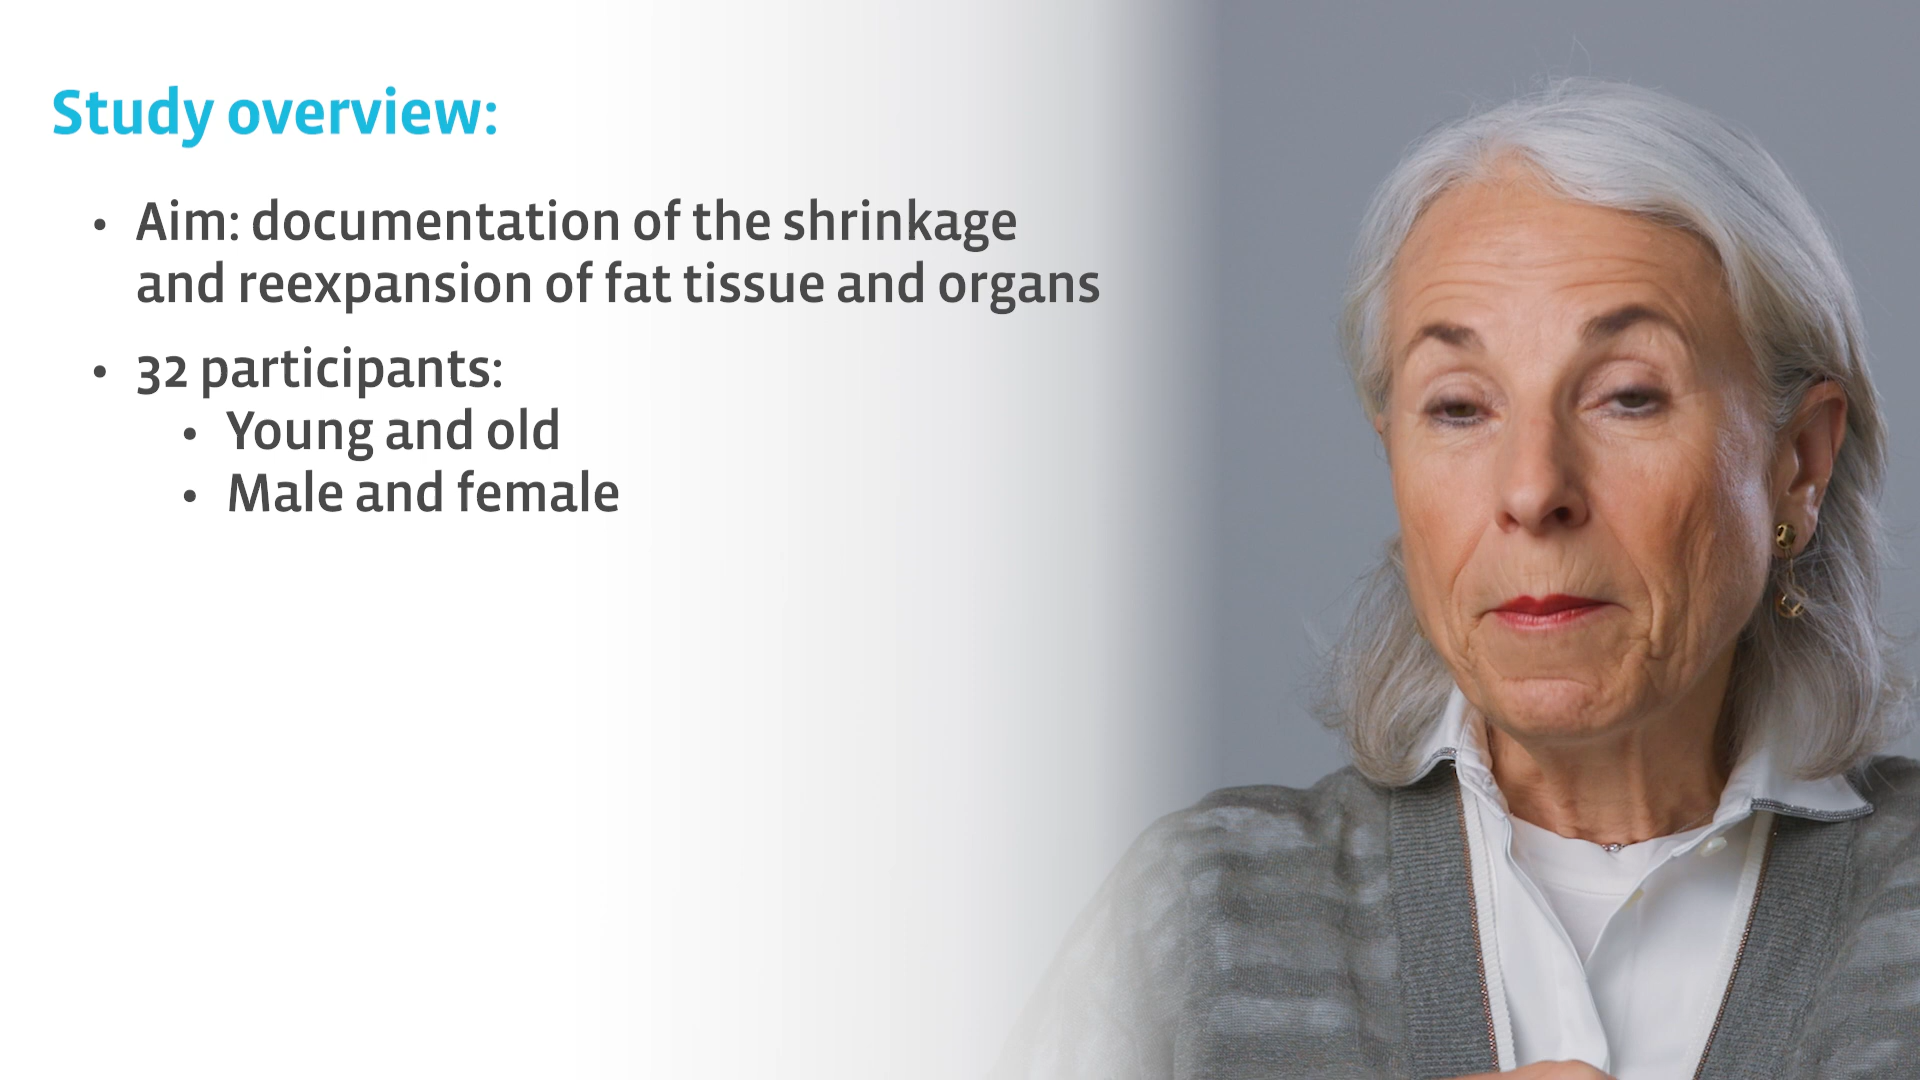 Study overview:
• Aim: documentation of the shrinkage
and reexpansion of fat tissue and organs
• 32 participants:
• Young and old
• Male and female